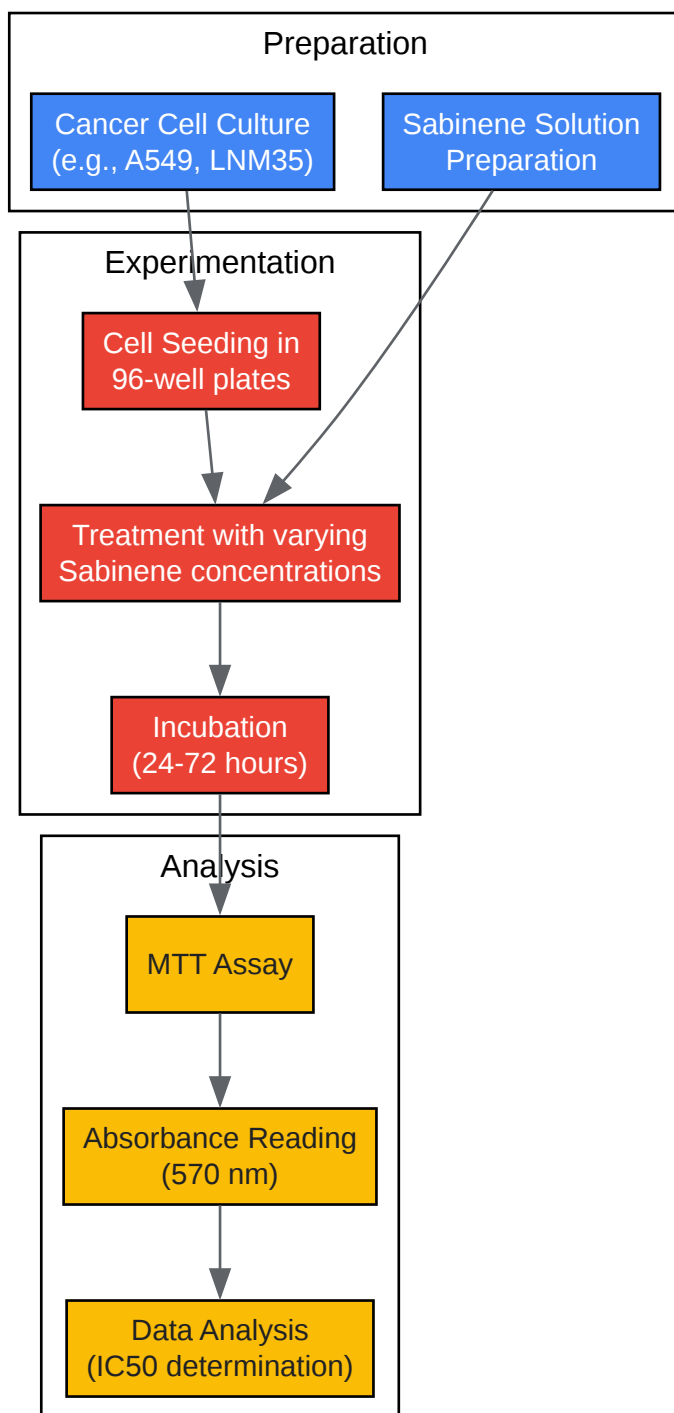 Preparation
Cancer Cell Culture
(e.g., A549, LNM35)
Sabinene Solution
Preparation
Experimentation
Cell Seeding in
96-well plates
Treatment with varying
Sabinene concentrations
Incubation
(24-72 hours)
Analysis
MTT Assay
Absorbance Reading
(570 nm)
Data Analysis
(IC50 determination)